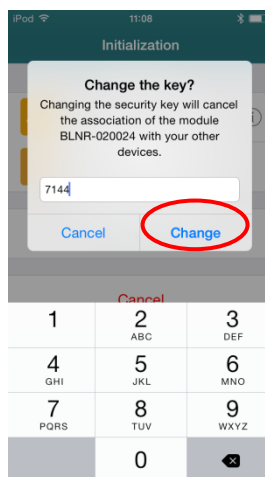 iPod 11:08
Initialization
Change the key?
Changing the security key will cancel
the association of the module
BLNR-020024 with your other
devices.
7144
Cancel Change
Cancel
1 2 3
ABC DEF
4 5 6
GHI JKL MNO
7 8 9
PQRS TUV WXYZ
0